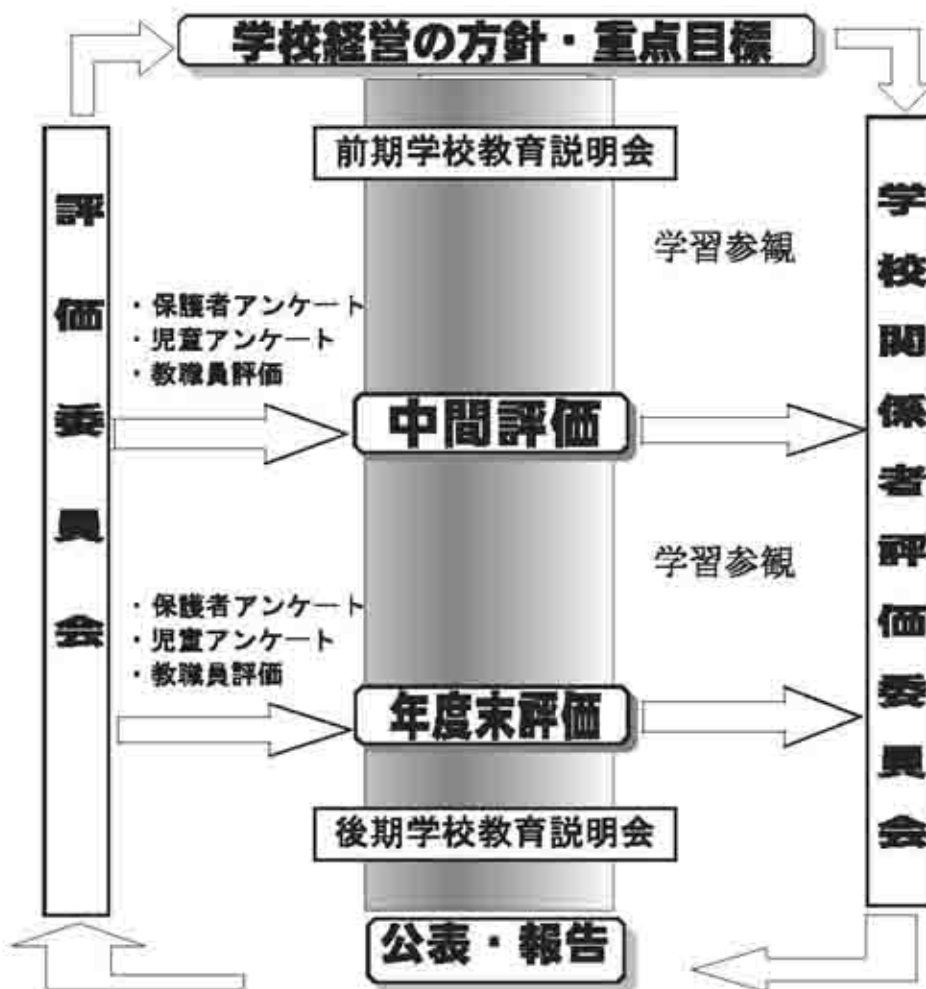 学校経営の方針・重点目標
前期学校教育説明会
評価委員会
学校関係者評価委員会
学習参観
・保護者アンケート
・児童アンケート
・教職員評価
中間評価
学習参観
・保護者アンケート
・児童アンケート
・教職員評価
年度末評価
後期学校教育説明会
公表・報告